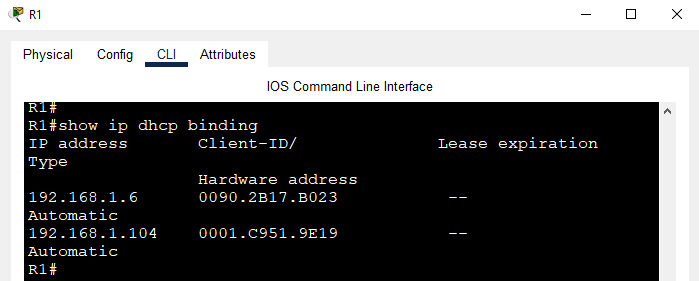 R1
Physical Config CLI Attributes
IOS Command Line Interface
R1#
R1#show ip dhcp binding
IP address       Client-ID/              Lease expiration
Type
                 Hardware address
192.168.1.6      0090.2B17.B023           --
Automatic
192.168.1.104    0001.C951.9E19           --
Automatic
R1#